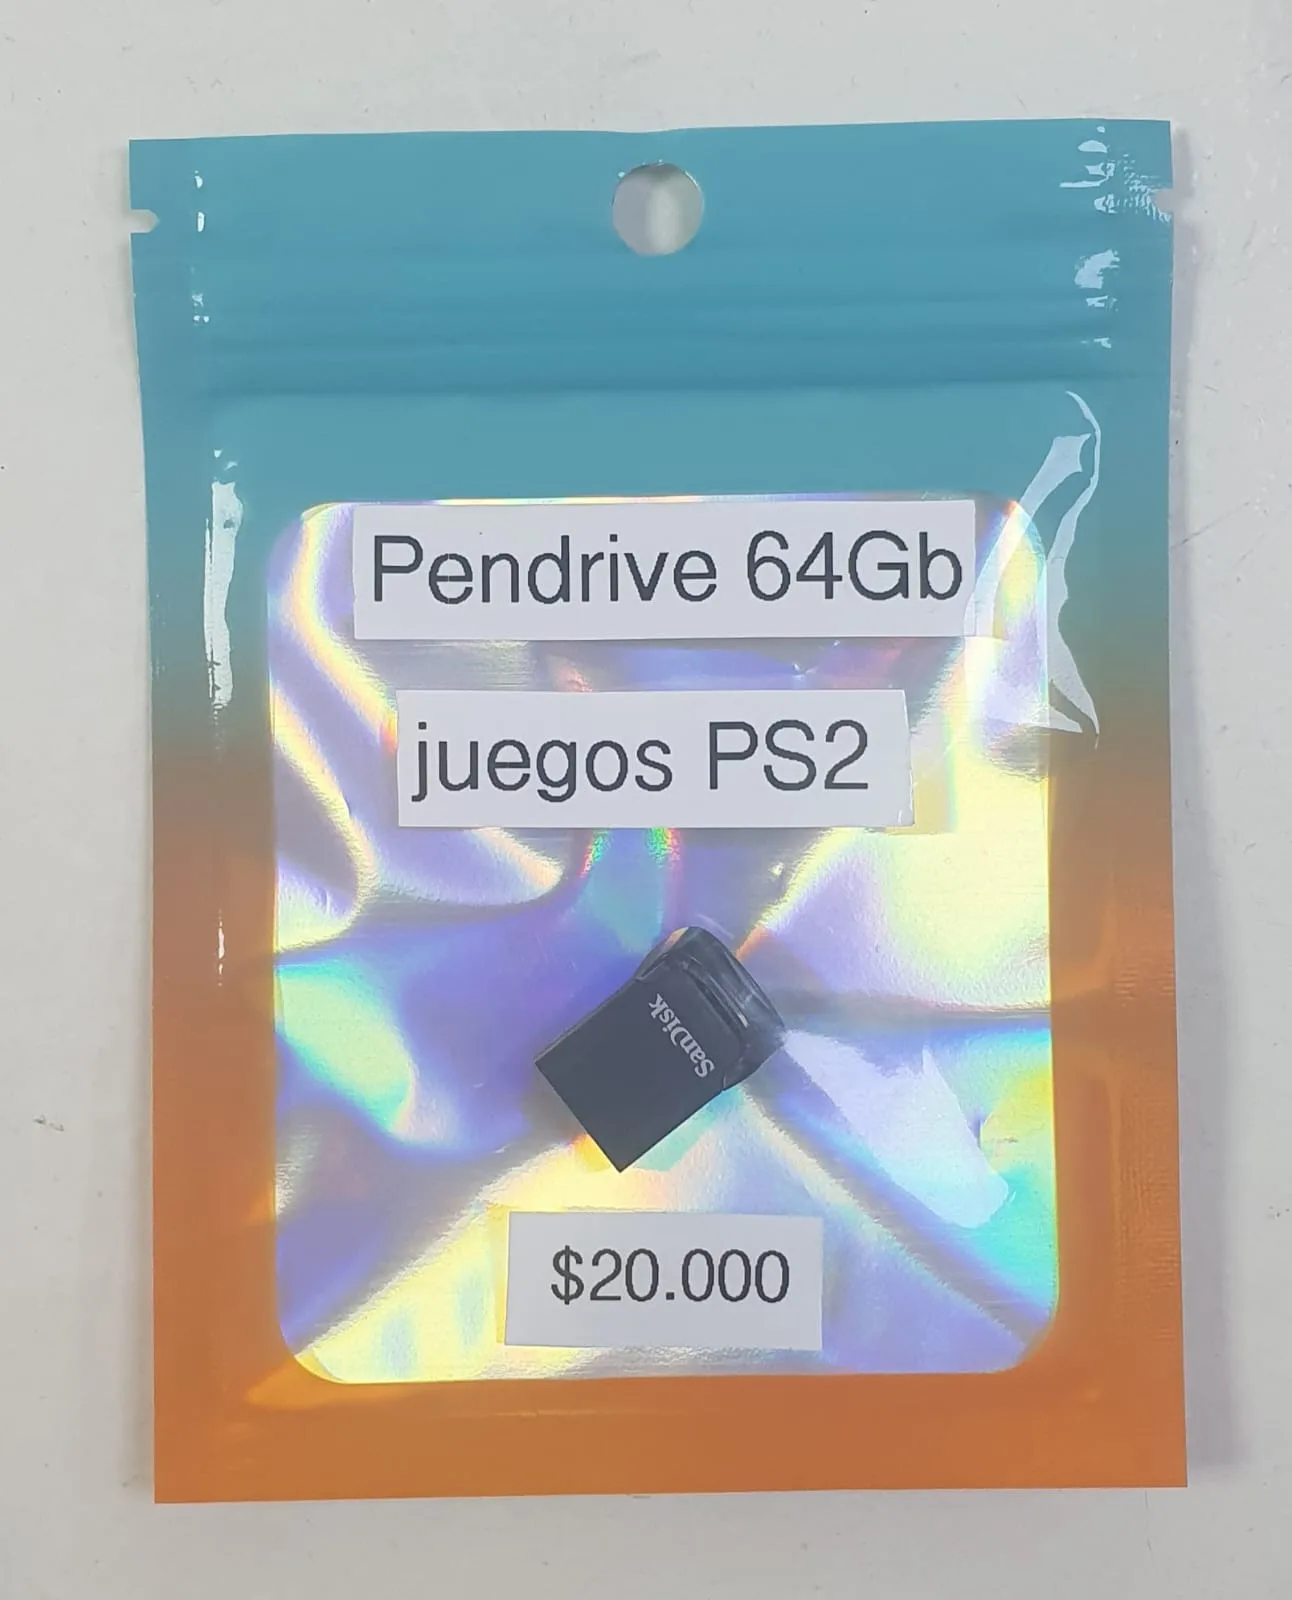 Pendrive 64Gb
juegos PS2
SanDisk
$20.000